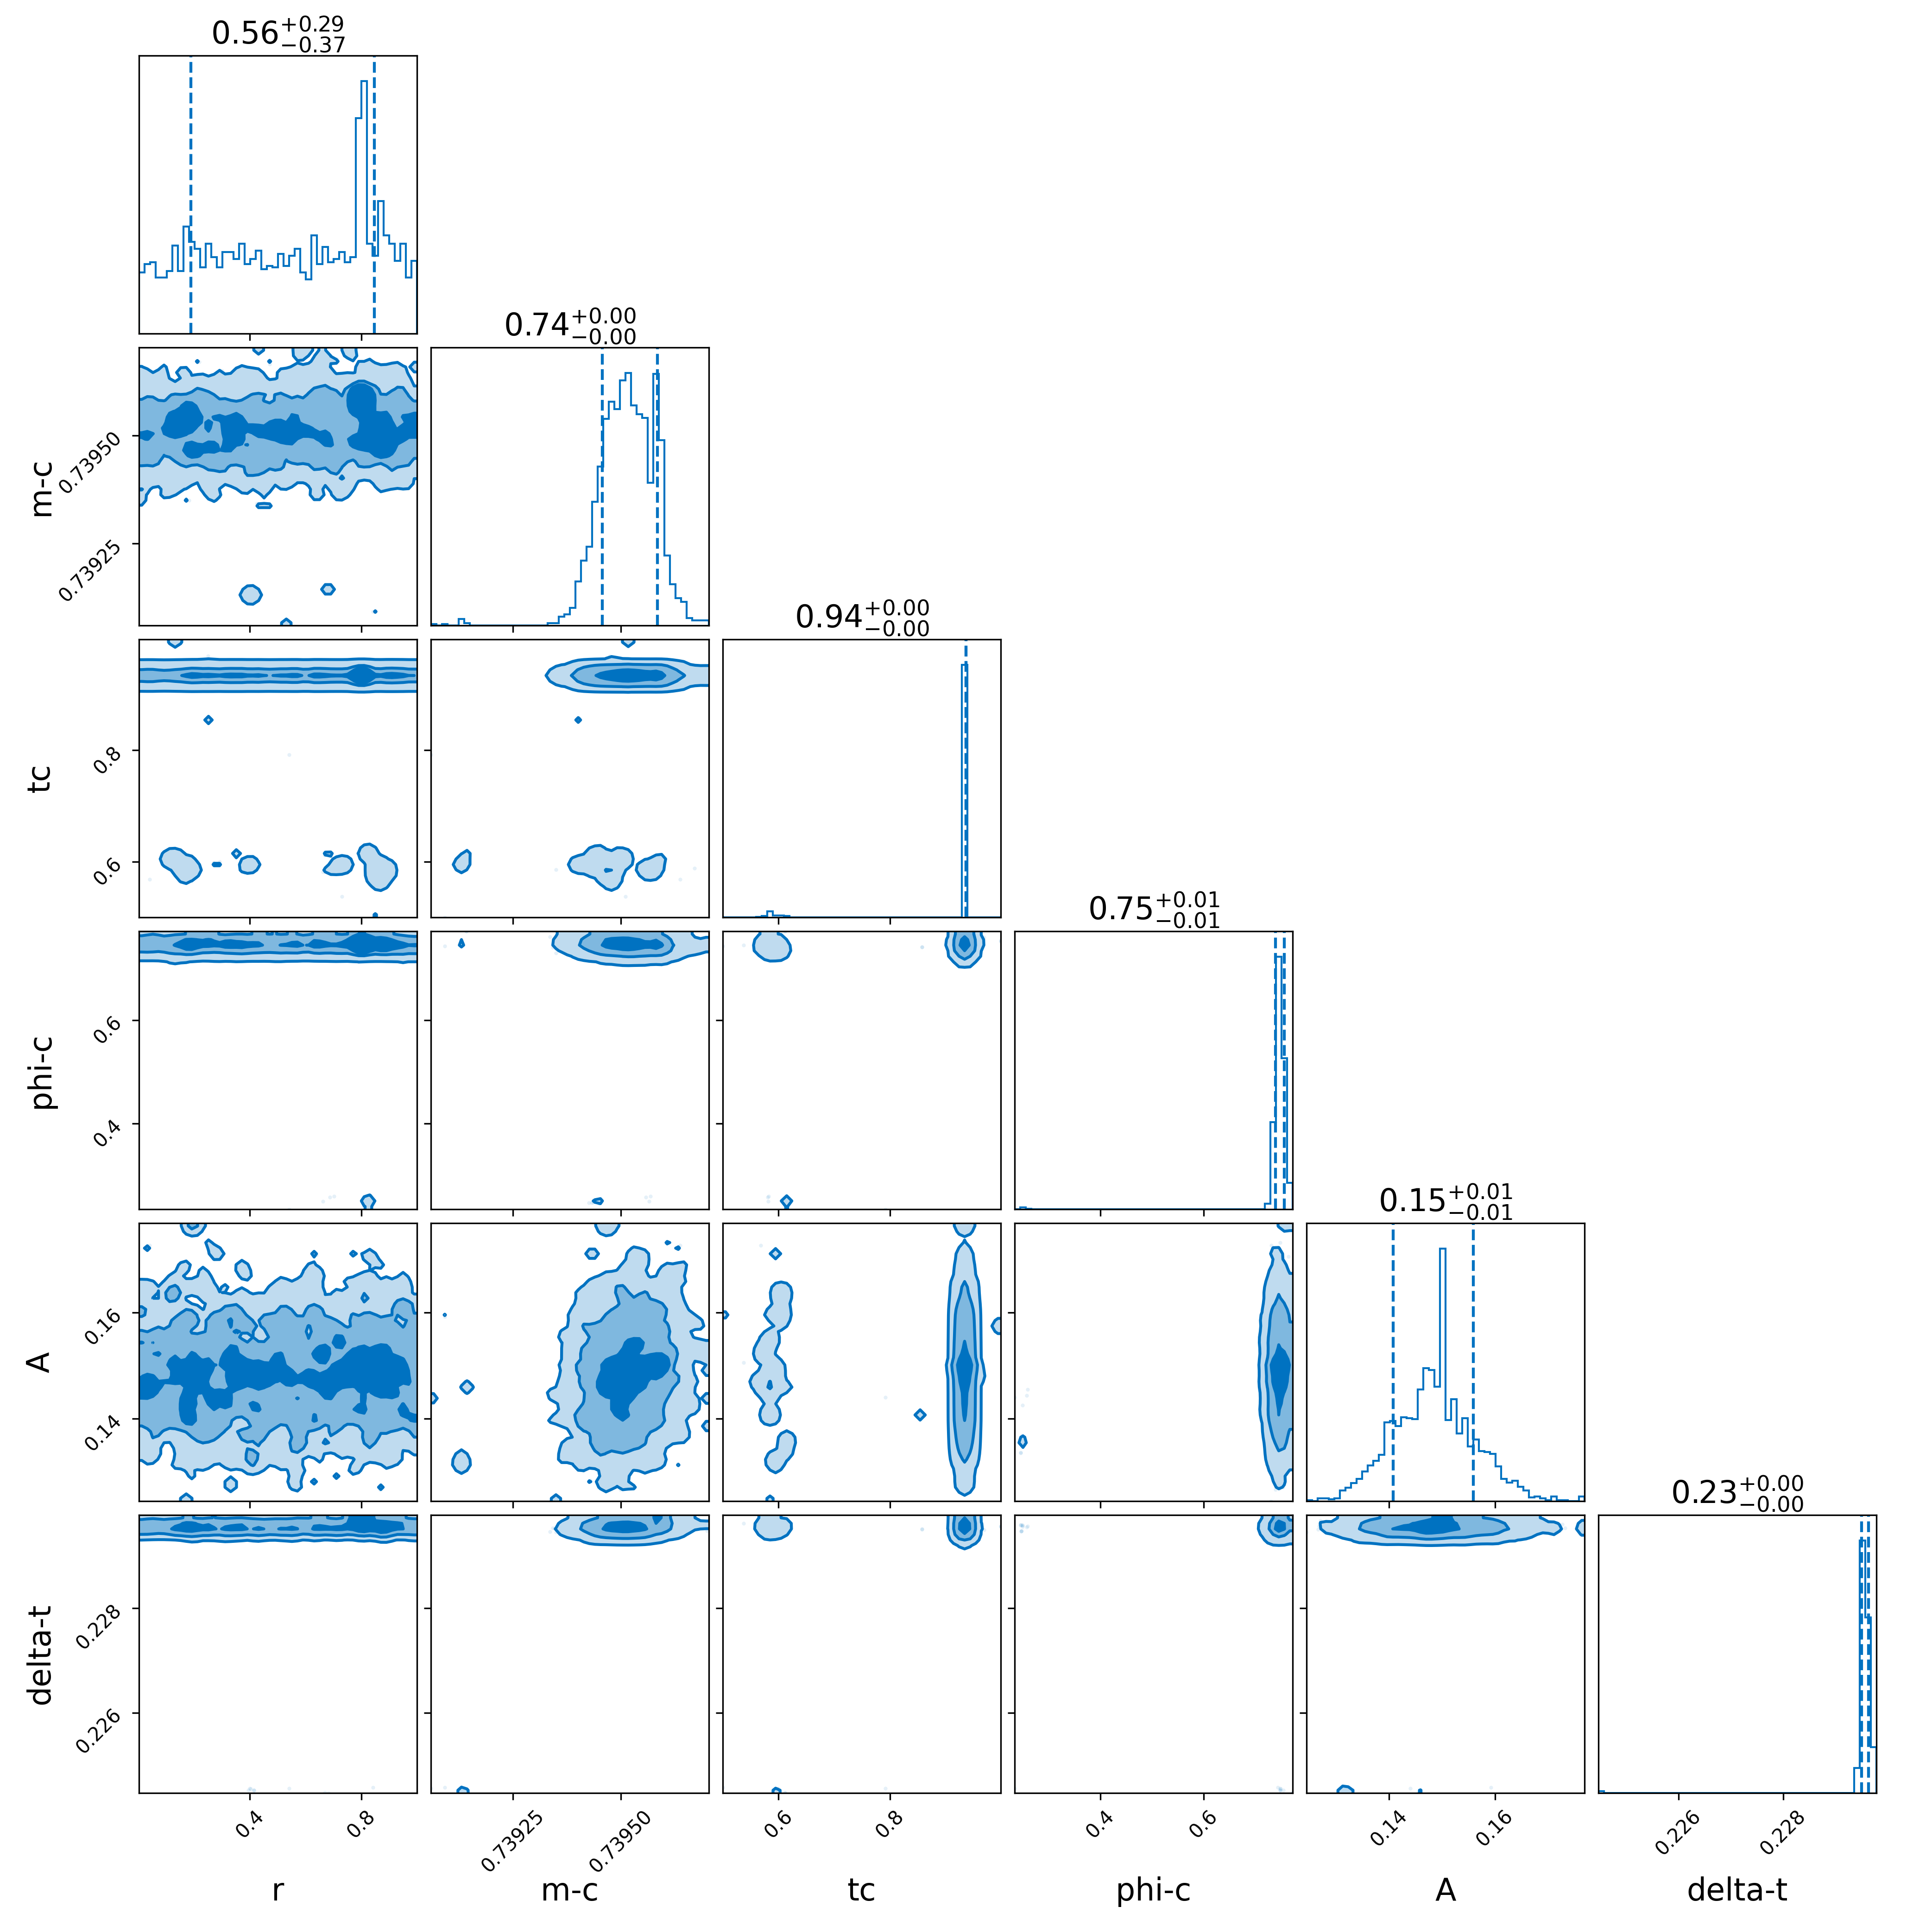 0.56+0.29−0.37
0.74+0.00−0.00
m-c
0.73950
0.73925
0.94+0.00−0.00
tc
0.8
0.6
0.75+0.01−0.01
phi-c
0.6
0.4
0.15+0.01−0.01
A
0.16
0.14
0.23+0.00−0.00
delta-t
0.228
0.226
0.4 0.8 0.73925 0.73950 0.6 0.8 0.4 0.6 0.14 0.16 0.226 0.228
r m-c tc phi-c A delta-t